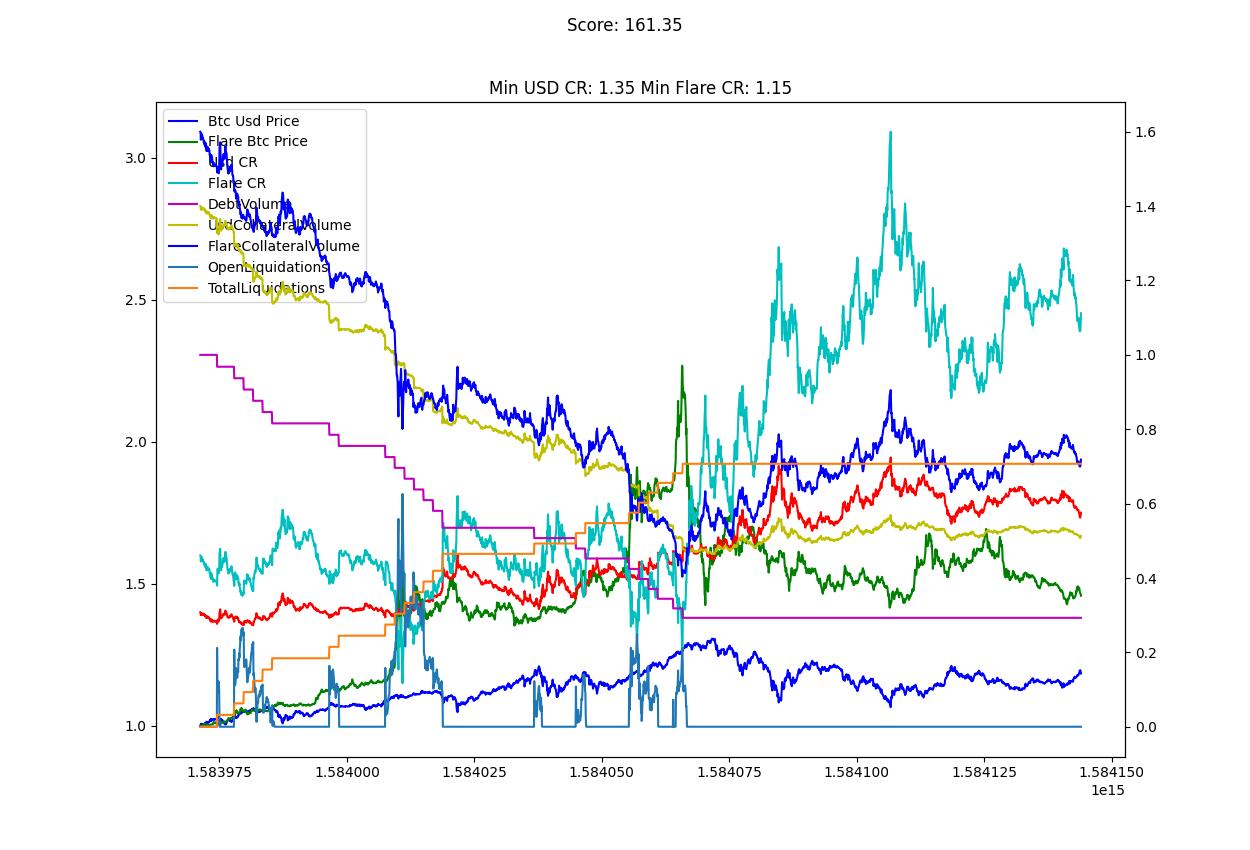 Score: 161.35
Min USD CR: 1.35 Min Flare CR: 1.15
Btc Usd Price
Flare Btc Price
Usd CR
Flare CR
DebtVolume
UsdCollateralVolume
FlareCollateralVolume
OpenLiquidations
TotalLiquidations
3.0
2.5
2.0
1.5
1.0
1.6
1.4
1.2
1.0
0.8
0.6
0.4
0.2
0.0
1.583975 1.584000 1.584025 1.584050 1.584075 1.584100 1.584125 1.584150
1e15